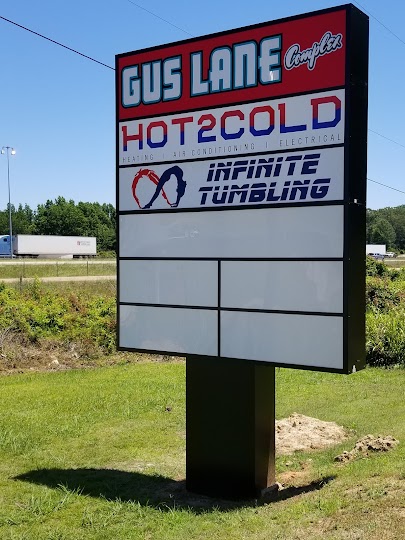 GUS LANE Complex
HOT2COLD
HEATING | AIR CONDITIONING | ELECTRICAL
INFINITE
TUMBLING